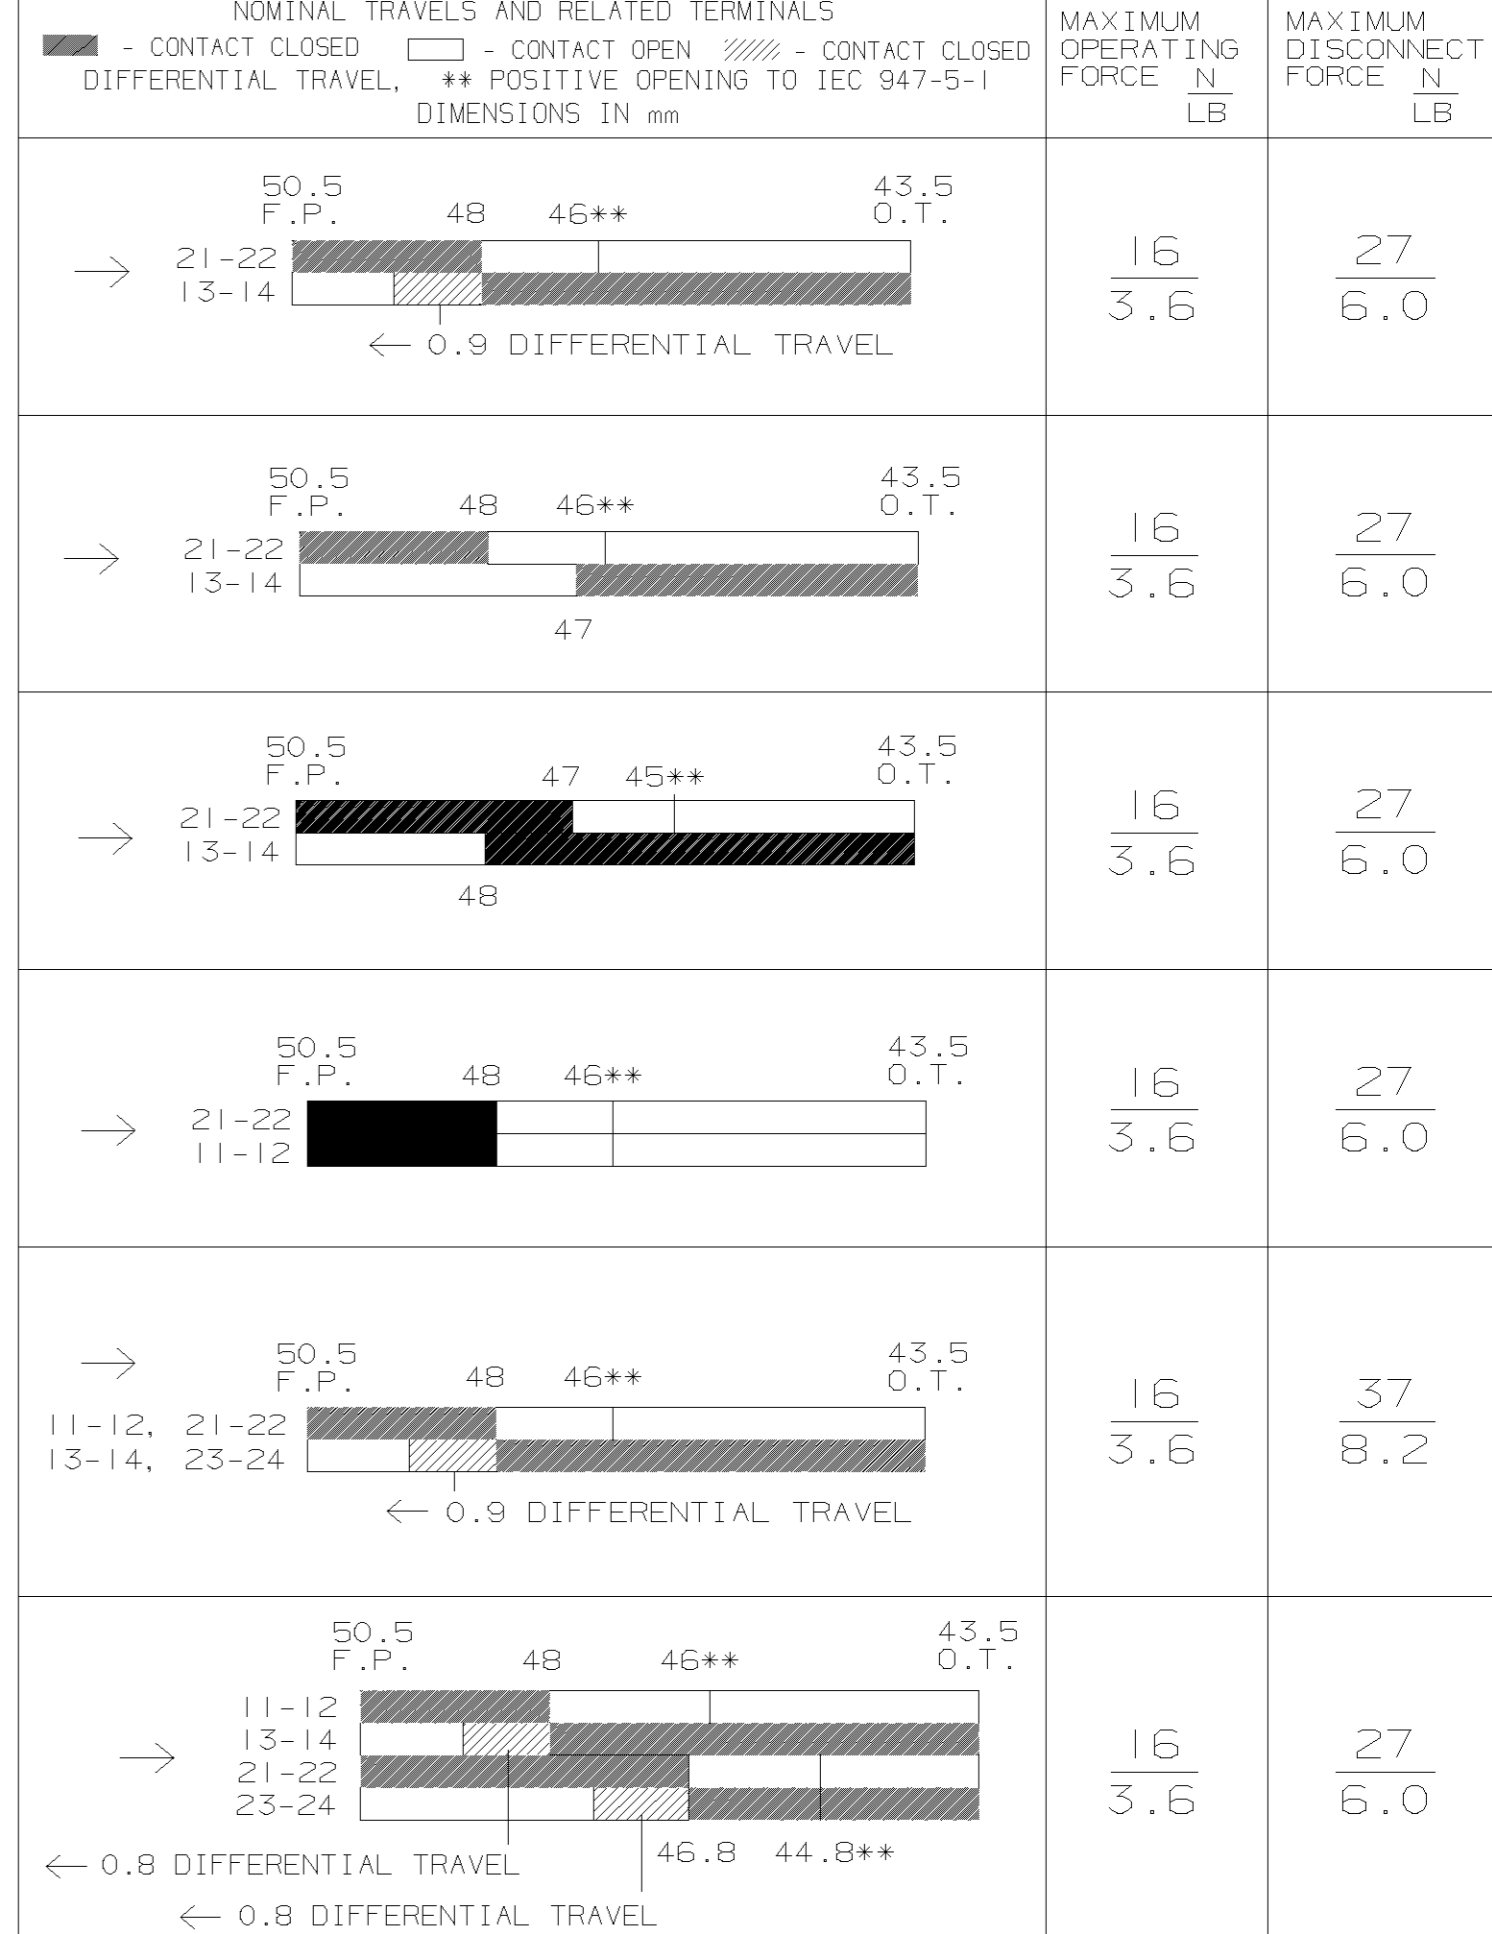 NOMINAL TRAVELS AND RELATED TERMINALS
- CONTACT CLOSED - CONTACT OPEN - CONTACT CLOSED
DIFFERENTIAL TRAVEL, ** POSITIVE OPENING TO IEC 947-5-1
DIMENSIONS IN mm
MAXIMUM
OPERATING
FORCE N
LB
MAXIMUM
DISCONNECT
FORCE N
LB
50.5 43.5
F.P. 48 46** O.T.
21-22
13-14
0.9 DIFFERENTIAL TRAVEL
16
3.6
27
6.0
50.5 43.5
F.P. 48 46** O.T.
21-22
13-14
47
16
3.6
27
6.0
50.5 43.5
F.P. 47 45** O.T.
21-22
13-14
48
16
3.6
27
6.0
50.5 43.5
F.P. 48 46** O.T.
21-22
11-12
16
3.6
27
6.0
50.5 43.5
F.P. 48 46** O.T.
11-12, 21-22
13-14, 23-24
0.9 DIFFERENTIAL TRAVEL
16
3.6
37
8.2
50.5 43.5
F.P. 48 46** O.T.
11-12
13-14
21-22
23-24
46.8 44.8**
0.8 DIFFERENTIAL TRAVEL
0.8 DIFFERENTIAL TRAVEL
16
3.6
27
6.0